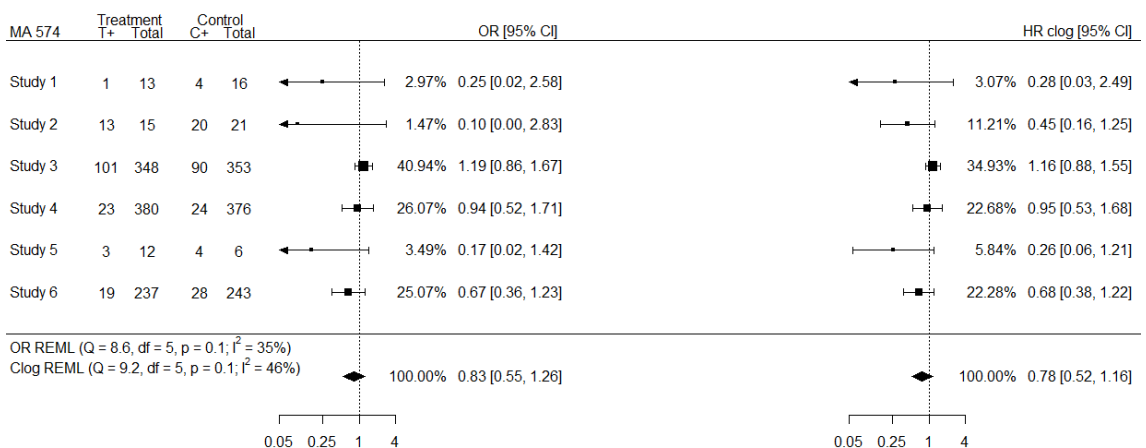 Treatment Control
MA 574 T+ Total C+ Total OR [95% CI] HR clog [95% CI]
Study 1 1 13 4 16 2.97% 0.25 [0.02, 2.58] 3.07% 0.28 [0.03, 2.49]
Study 2 13 15 20 21 1.47% 0.10 [0.00, 2.83] 11.21% 0.45 [0.16, 1.25]
Study 3 101 348 90 353 40.94% 1.19 [0.86, 1.67] 34.93% 1.16 [0.88, 1.55]
Study 4 23 380 24 376 26.07% 0.94 [0.52, 1.71] 22.68% 0.95 [0.53, 1.68]
Study 5 3 12 4 6 3.49% 0.17 [0.02, 1.42] 5.84% 0.26 [0.06, 1.21]
Study 6 19 237 28 243 25.07% 0.67 [0.36, 1.23] 22.28% 0.68 [0.38, 1.22]
OR REML (Q = 8.6, df = 5, p = 0.1; I² = 35%)
Clog REML (Q = 9.2, df = 5, p = 0.1; I² = 46%)
100.00% 0.83 [0.55, 1.26] 100.00% 0.78 [0.52, 1.16]
0.05 0.25 1 4 0.05 0.25 1 4